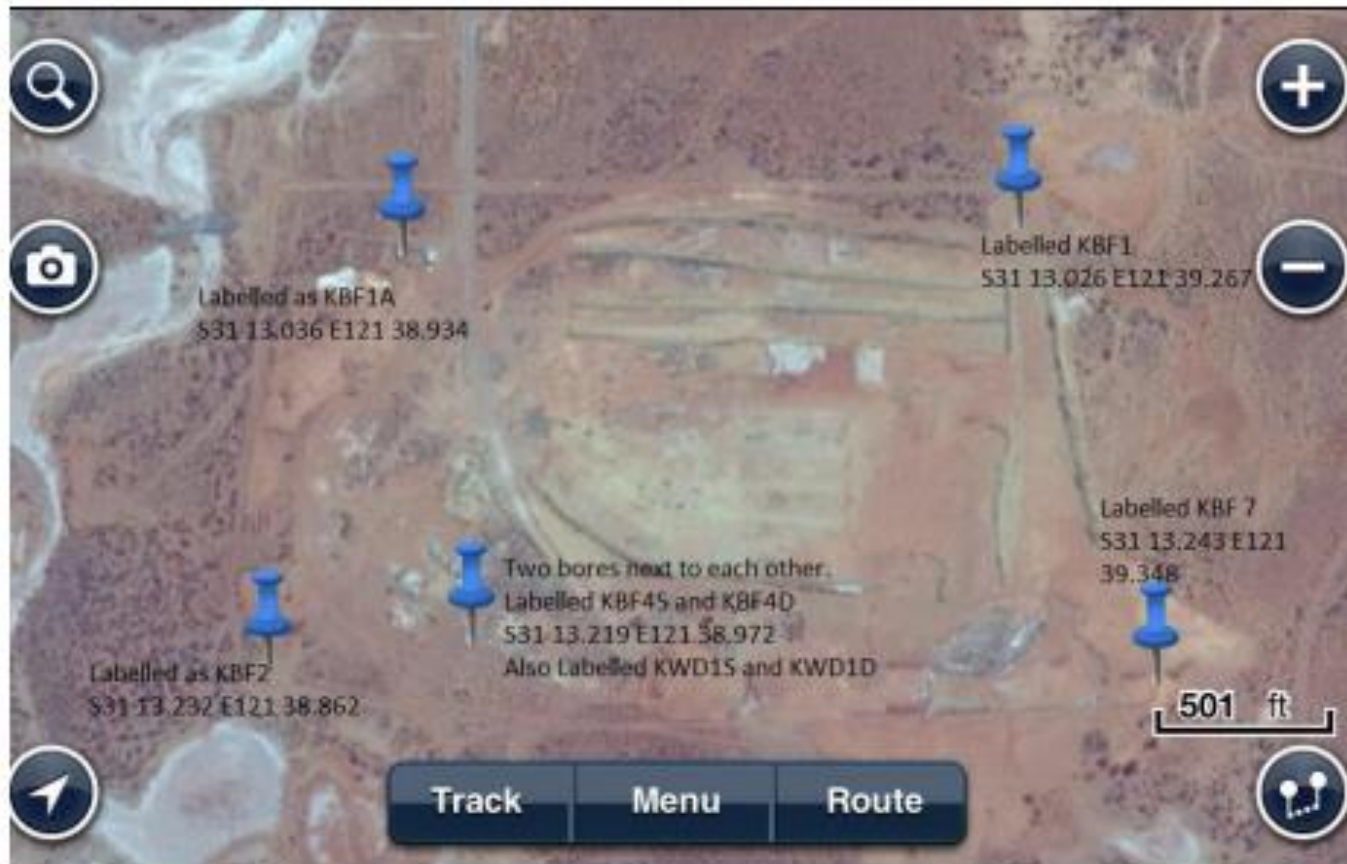 Labelled KBF1
S31 13.026 E121 39.267
Labelled as KBF1A
S31 13.036 E121 38.934
Labelled KBF 7
S31 13.243 E121
39.348
Two bores next to each other.
Labelled KBF4S and KBF4D
S31 13.219 E121 38.972
Also Labelled KWD1S and KWD1D
Labelled as KBF2
S31 13.232 E121 38.862
501 ft
Track Menu Route